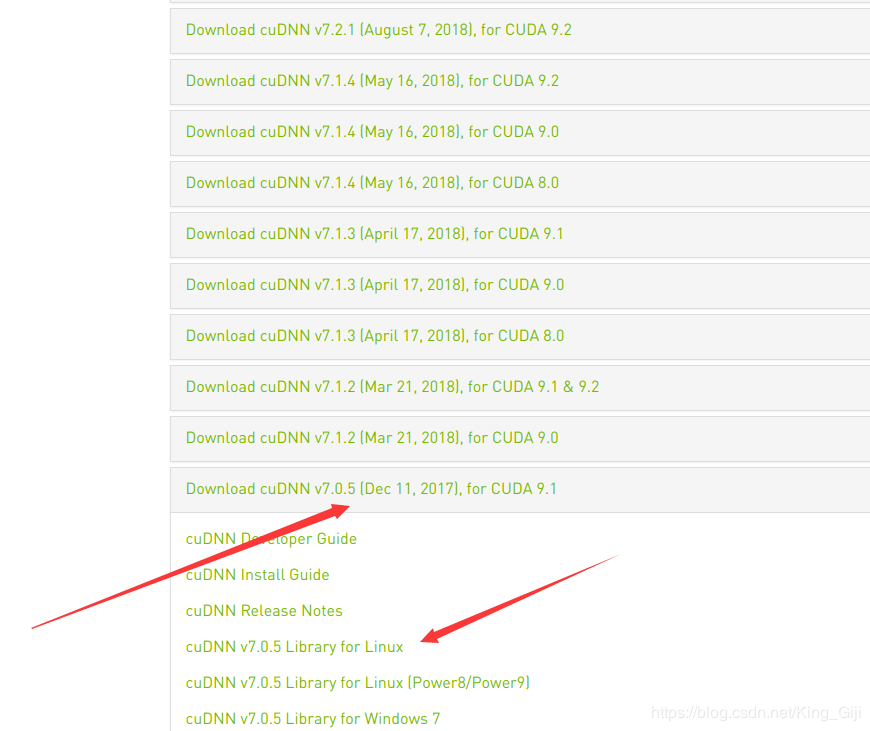 Download cuDNN v7.2.1 (August 7, 2018), for CUDA 9.2
Download cuDNN v7.1.4 (May 16, 2018), for CUDA 9.2
Download cuDNN v7.1.4 (May 16, 2018), for CUDA 9.0
Download cuDNN v7.1.4 (May 16, 2018), for CUDA 8.0
Download cuDNN v7.1.3 (April 17, 2018), for CUDA 9.1
Download cuDNN v7.1.3 (April 17, 2018), for CUDA 9.0
Download cuDNN v7.1.3 (April 17, 2018), for CUDA 8.0
Download cuDNN v7.1.2 (Mar 21, 2018), for CUDA 9.1 & 9.2
Download cuDNN v7.1.2 (Mar 21, 2018), for CUDA 9.0
Download cuDNN v7.0.5 (Dec 11, 2017), for CUDA 9.1
cuDNN Developer Guide
cuDNN Install Guide
cuDNN Release Notes
cuDNN v7.0.5 Library for Linux
cuDNN v7.0.5 Library for Linux (Power8/Power9)
cuDNN v7.0.5 Library for Windows 7
https://blog.csdn.net/King_Giji